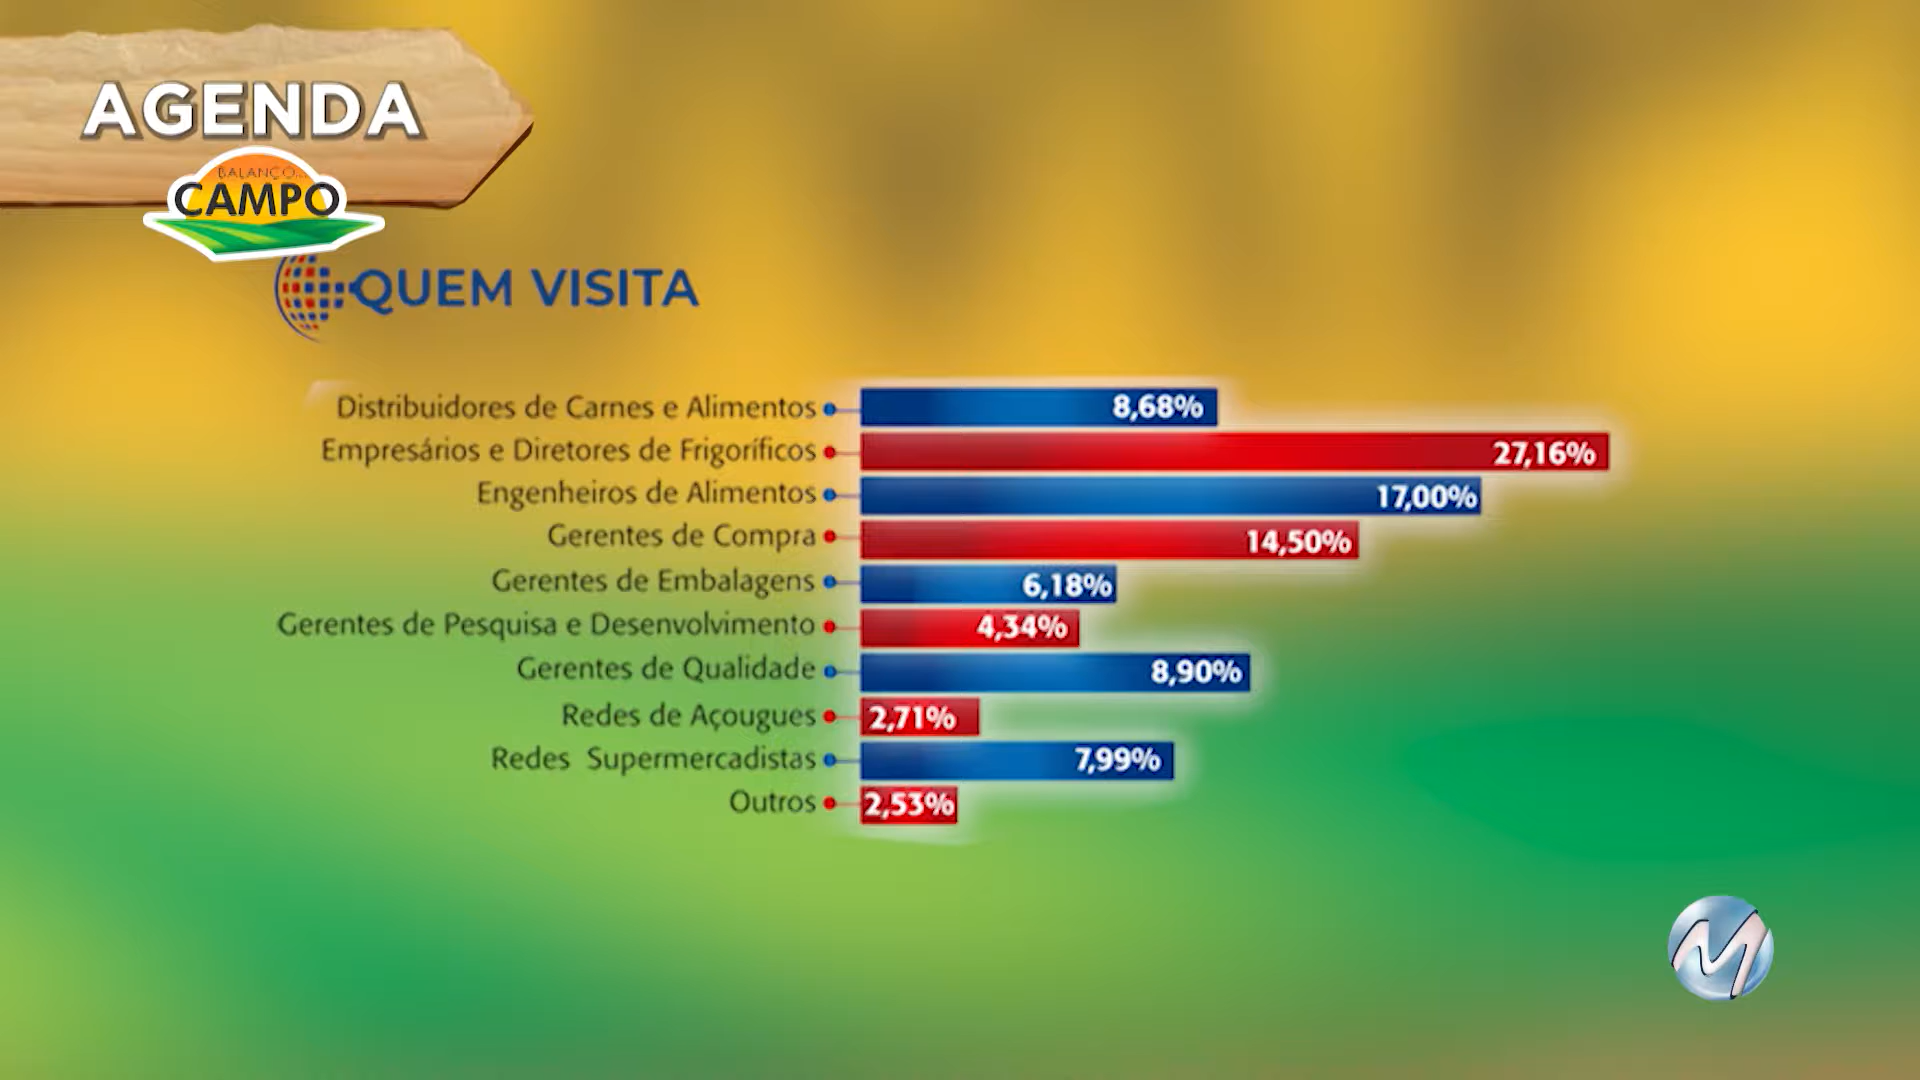 AGENDA
BALANÇO...
CAMPO
QUEM VISITA
Distribuidores de Carnes e Alimentos 8,68%
Empresários e Diretores de Frigoríficos 27,16%
Engenheiros de Alimentos 17,00%
Gerentes de Compra 14,50%
Gerentes de Embalagens 6,18%
Gerentes de Pesquisa e Desenvolvimento 4,34%
Gerentes de Qualidade 8,90%
Redes de Açougues 2,71%
Redes Supermercadistas 7,99%
Outros 2,53%
M